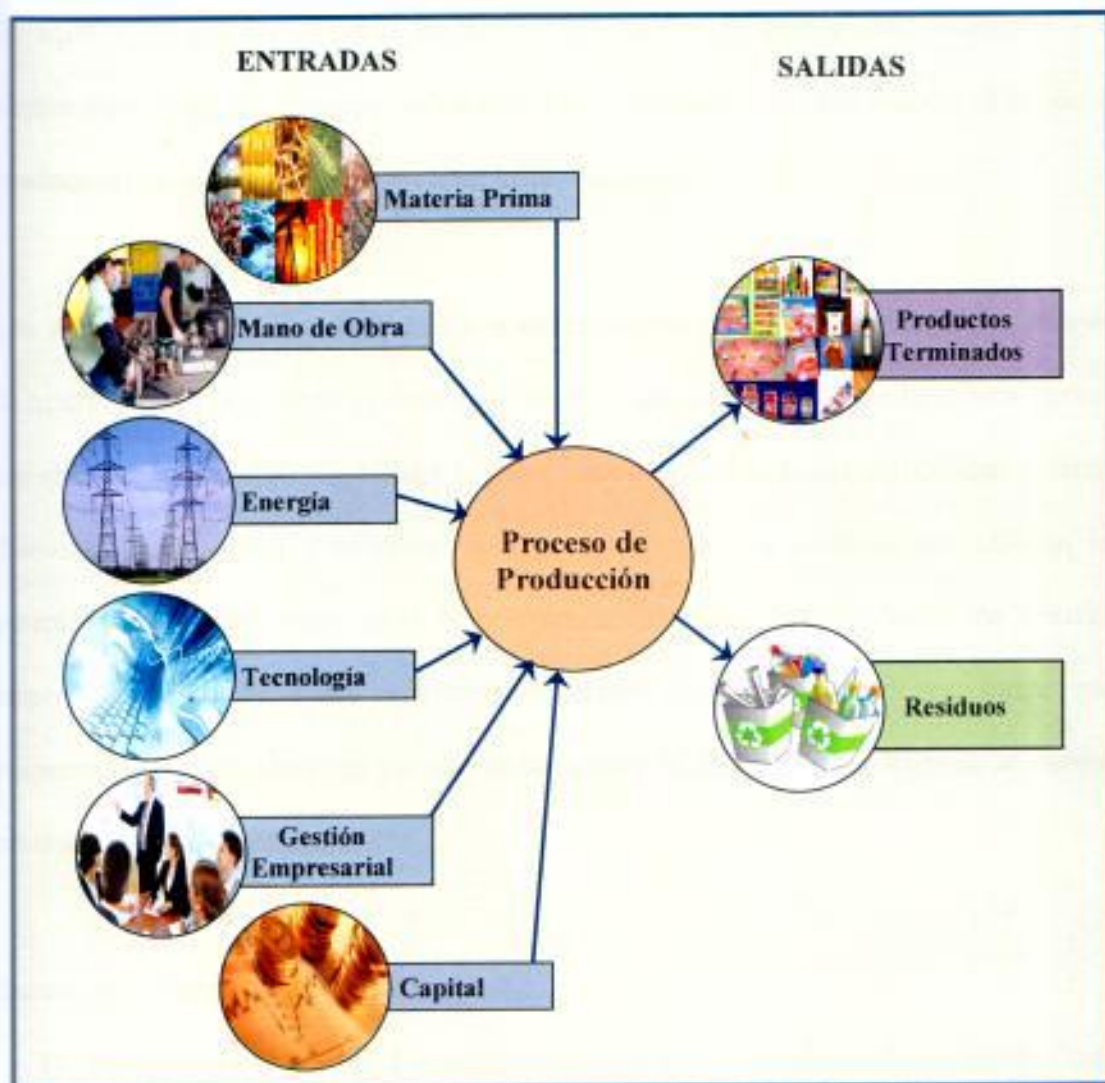 ENTRADAS
SALIDAS
Materia Prima
Mano de Obra
Energía
Tecnología
Gestión
Empresarial
Capital
Proceso de
Producción
Productos
Terminados
Residuos